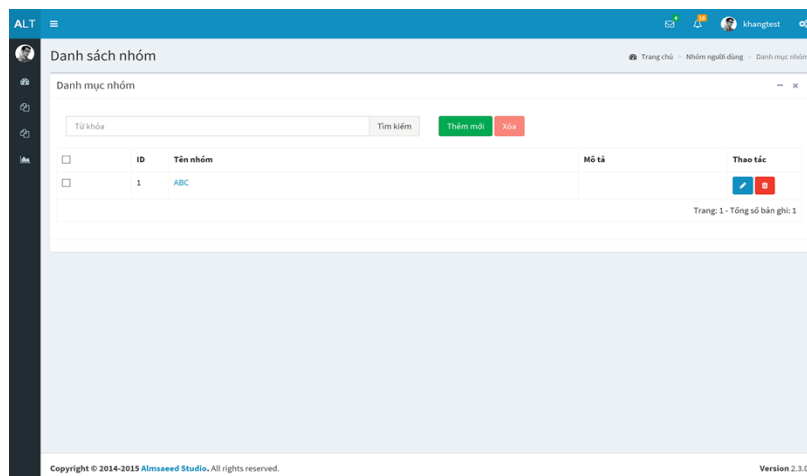 ALT
4
10
khangtest
Danh sách nhóm
Trang chủ > Nhóm người dùng > Danh mục nhóm
Danh mục nhóm
Từ khóa
Tìm kiếm
Thêm mới
Xóa
ID Tên nhóm Mô tả Thao tác
1 ABC
Trang: 1 - Tổng số bản ghi: 1
Copyright © 2014-2015 Almsaeed Studio. All rights reserved.
Version 2.3.0